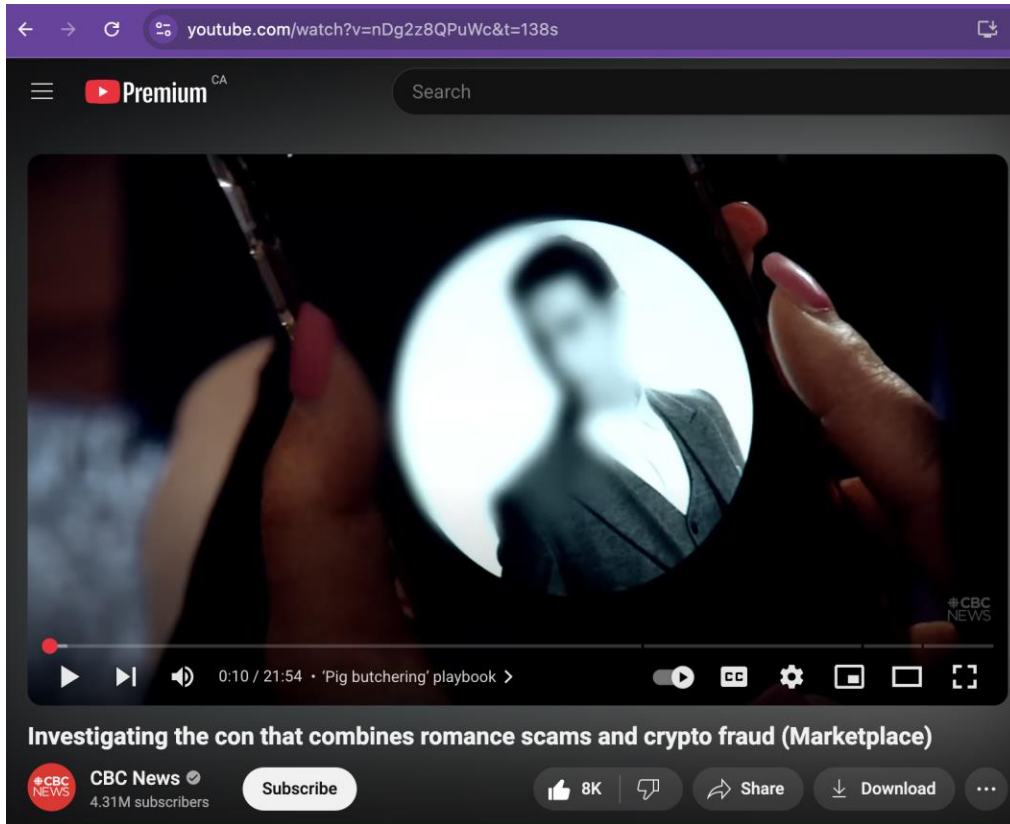 youtube.com/watch?v=nDg2z8QPuWc&t=138s
Premium CA
Search
CBC
NEWS
0:10 / 21:54 • 'Pig butchering' playbook
CC
Investigating the con that combines romance scams and crypto fraud (Marketplace)
CBC
NEWS
CBC News
4.31M subscribers
Subscribe
8K
Share
Download